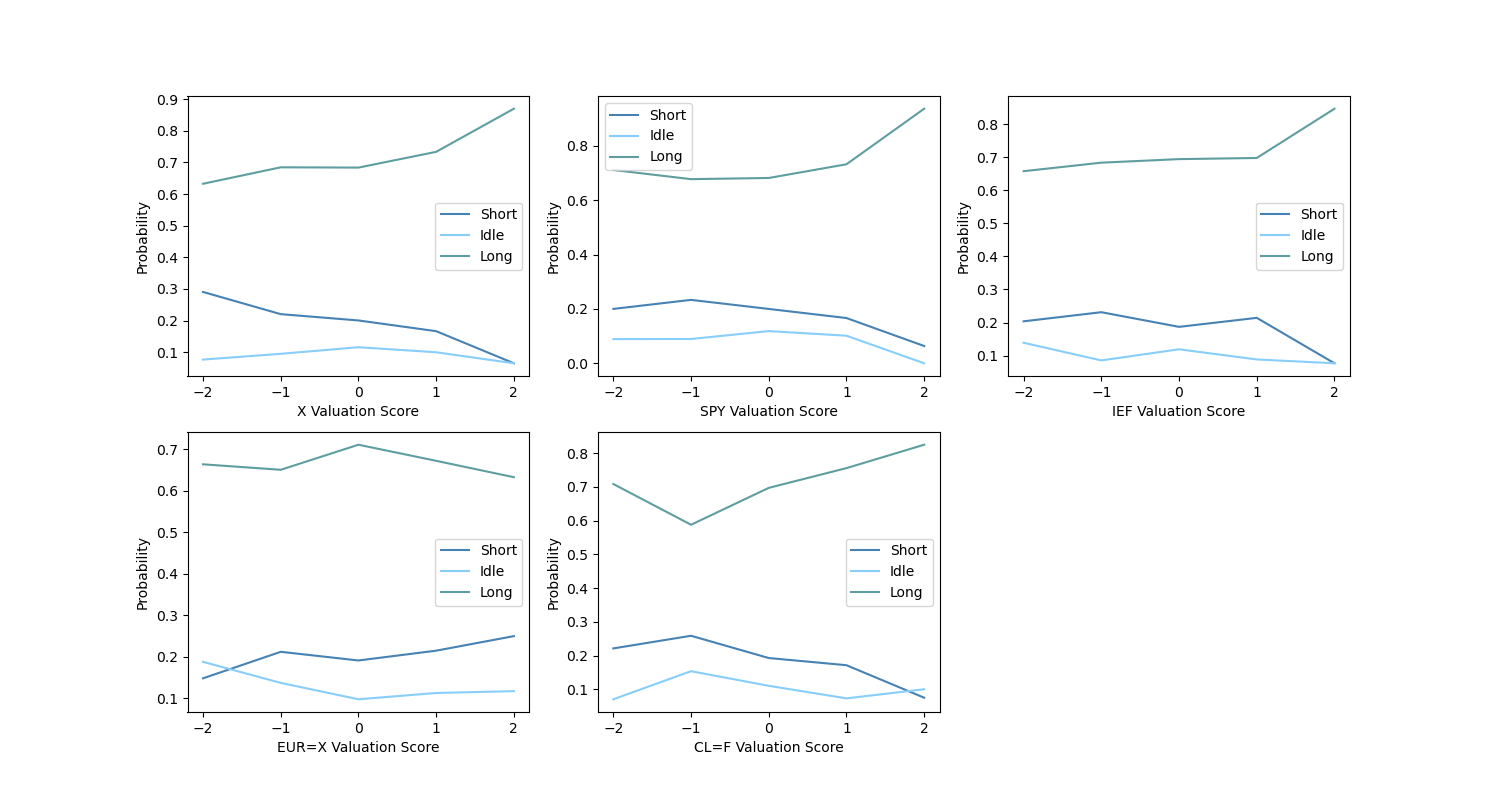 0.9
0.8
0.7
0.6
0.5
0.4
0.3
0.2
0.1
Probability
Short
Idle
Long
−2 −1 0 1 2
X Valuation Score
0.8
0.6
0.4
0.2
0.0
Probability
Short
Idle
Long
−2 −1 0 1 2
SPY Valuation Score
0.8
0.7
0.6
0.5
0.4
0.3
0.2
0.1
Probability
Short
Idle
Long
−2 −1 0 1 2
IEF Valuation Score
0.7
0.6
0.5
0.4
0.3
0.2
0.1
Probability
Short
Idle
Long
−2 −1 0 1 2
EUR=X Valuation Score
0.8
0.7
0.6
0.5
0.4
0.3
0.2
0.1
Probability
Short
Idle
Long
−2 −1 0 1 2
CL=F Valuation Score